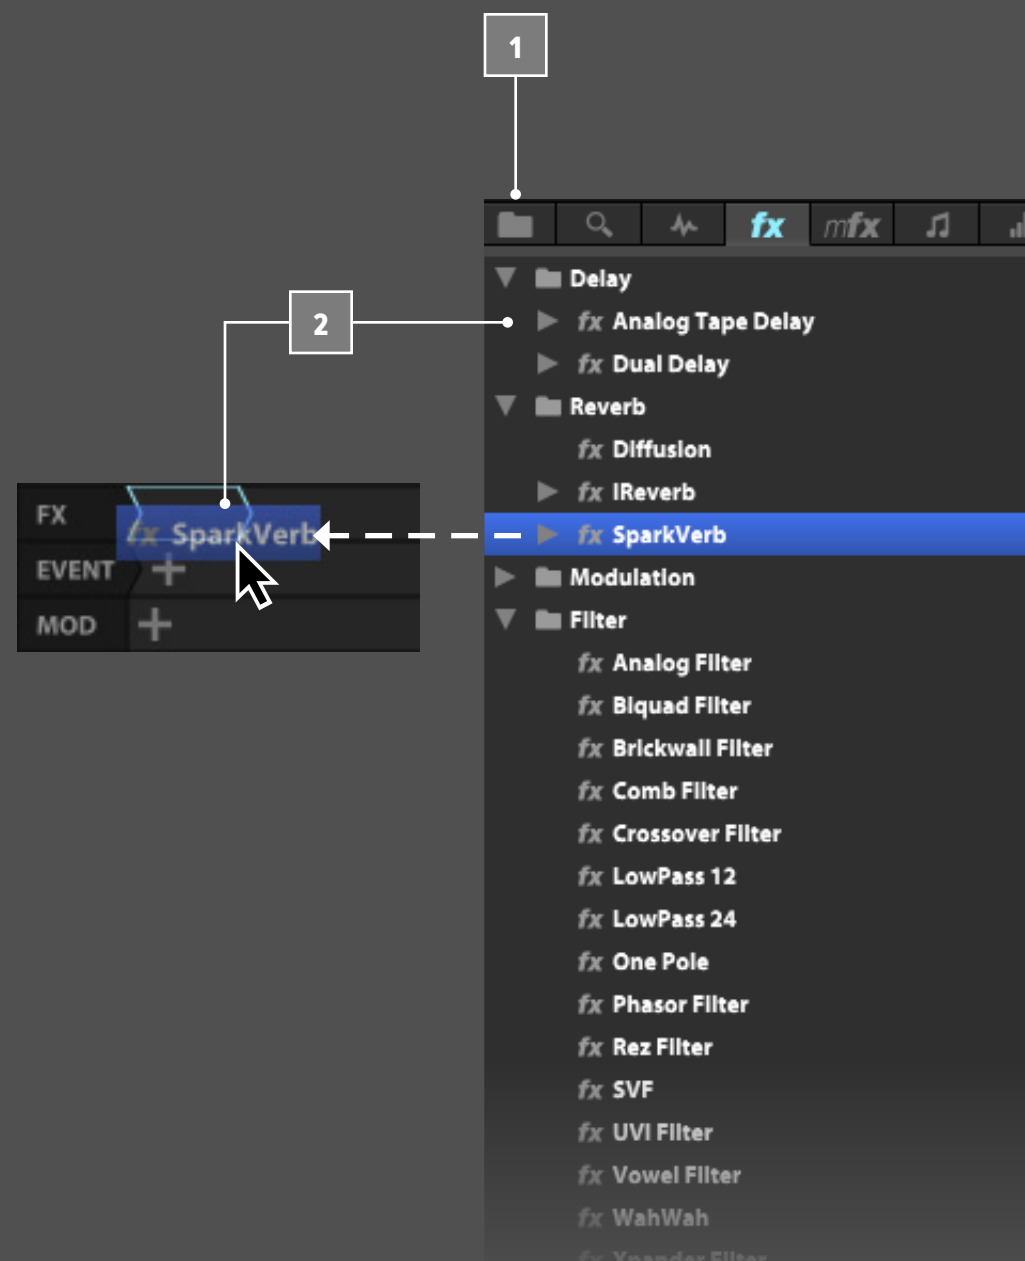 1
fx
mfx
Delay
2
fx Analog Tape Delay
fx Dual Delay
Reverb
fx Diffusion
fx IReverb
FX
fx SparkVerb
fx SparkVerb
EVENT
Modulation
MOD
Filter
fx Analog Filter
fx Biquad Filter
fx Brickwall Filter
fx Comb Filter
fx Crossover Filter
fx LowPass 12
fx LowPass 24
fx One Pole
fx Phasor Filter
fx Rez Filter
fx SVF
fx UVI Filter
fx Vowel Filter
fx WahWah
fx Xpander Filter